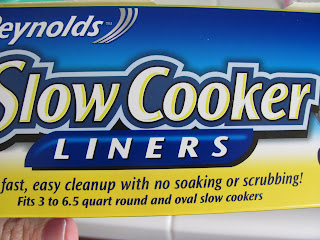 Reynolds™
Slow Cooker
LINERS
fast, easy cleanup with no soaking or scrubbing!
Fits 3 to 6.5 quart round and oval slow cookers